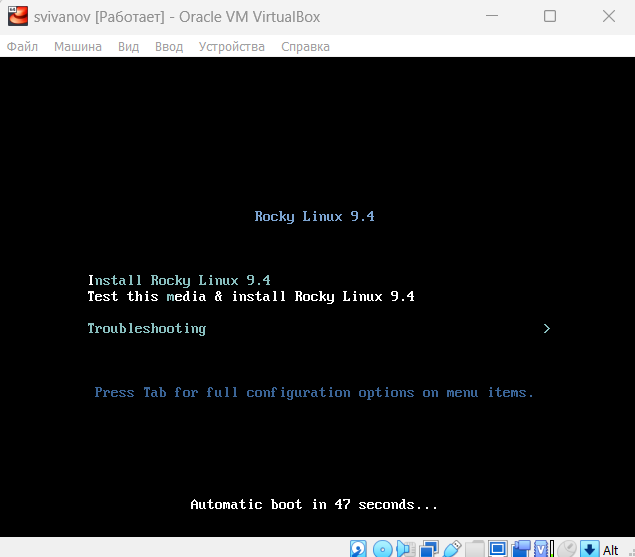 svivanov [Работает] - Oracle VM VirtualBox
Файл Машина Вид Ввод Устройства Справка
Rocky Linux 9.4
Install Rocky Linux 9.4
Test this media & install Rocky Linux 9.4
Troubleshooting >
Press Tab for full configuration options on menu items.
Automatic boot in 47 seconds...
Alt